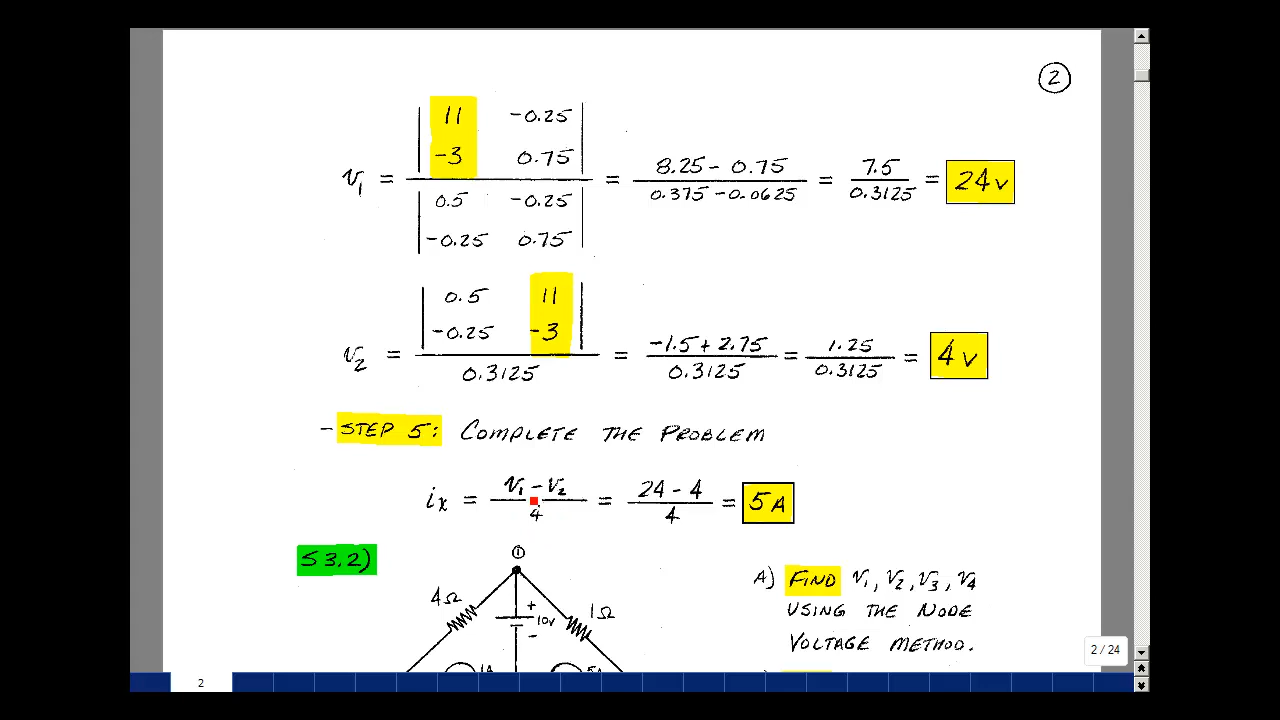 2
| 11 -0.25 |
| -3 0.75 |
v₁ = ――― = 8.25 - 0.75 / 0.375 - 0.0625 = 7.5 / 0.3125 = 24v
| 0.5 -0.25 |
| -0.25 0.75 |
| 0.5 11 |
| -0.25 -3 |
v₂ = ――― = -1.5 + 2.75 / 0.3125 = 1.25 / 0.3125 = 4v
0.3125
- STEP 5: COMPLETE THE PROBLEM
iₓ = v₁ - v₂ / 4 = 24 - 4 / 4 = 5A
S3.2)
1
4Ω
+
10v
-
1Ω
1A
A) FIND v₁, v₂, v₃, v₄
USING THE NODE
VOLTAGE METHOD.
2 / 24
2